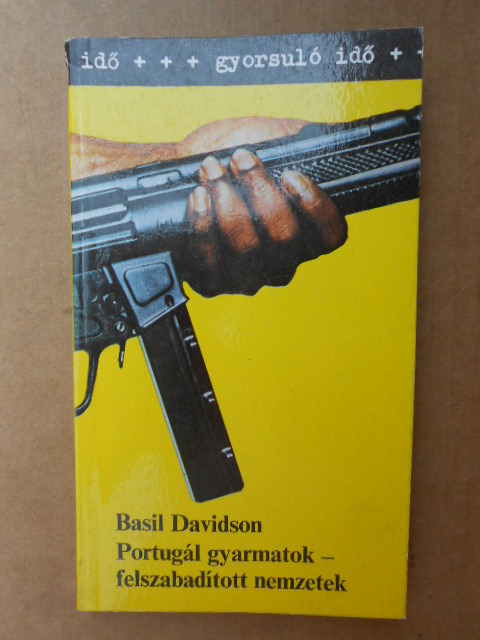 idő + + + gyorsuló idő +
Basil Davidson
Portugál gyarmatok –
felszabadított nemzetek